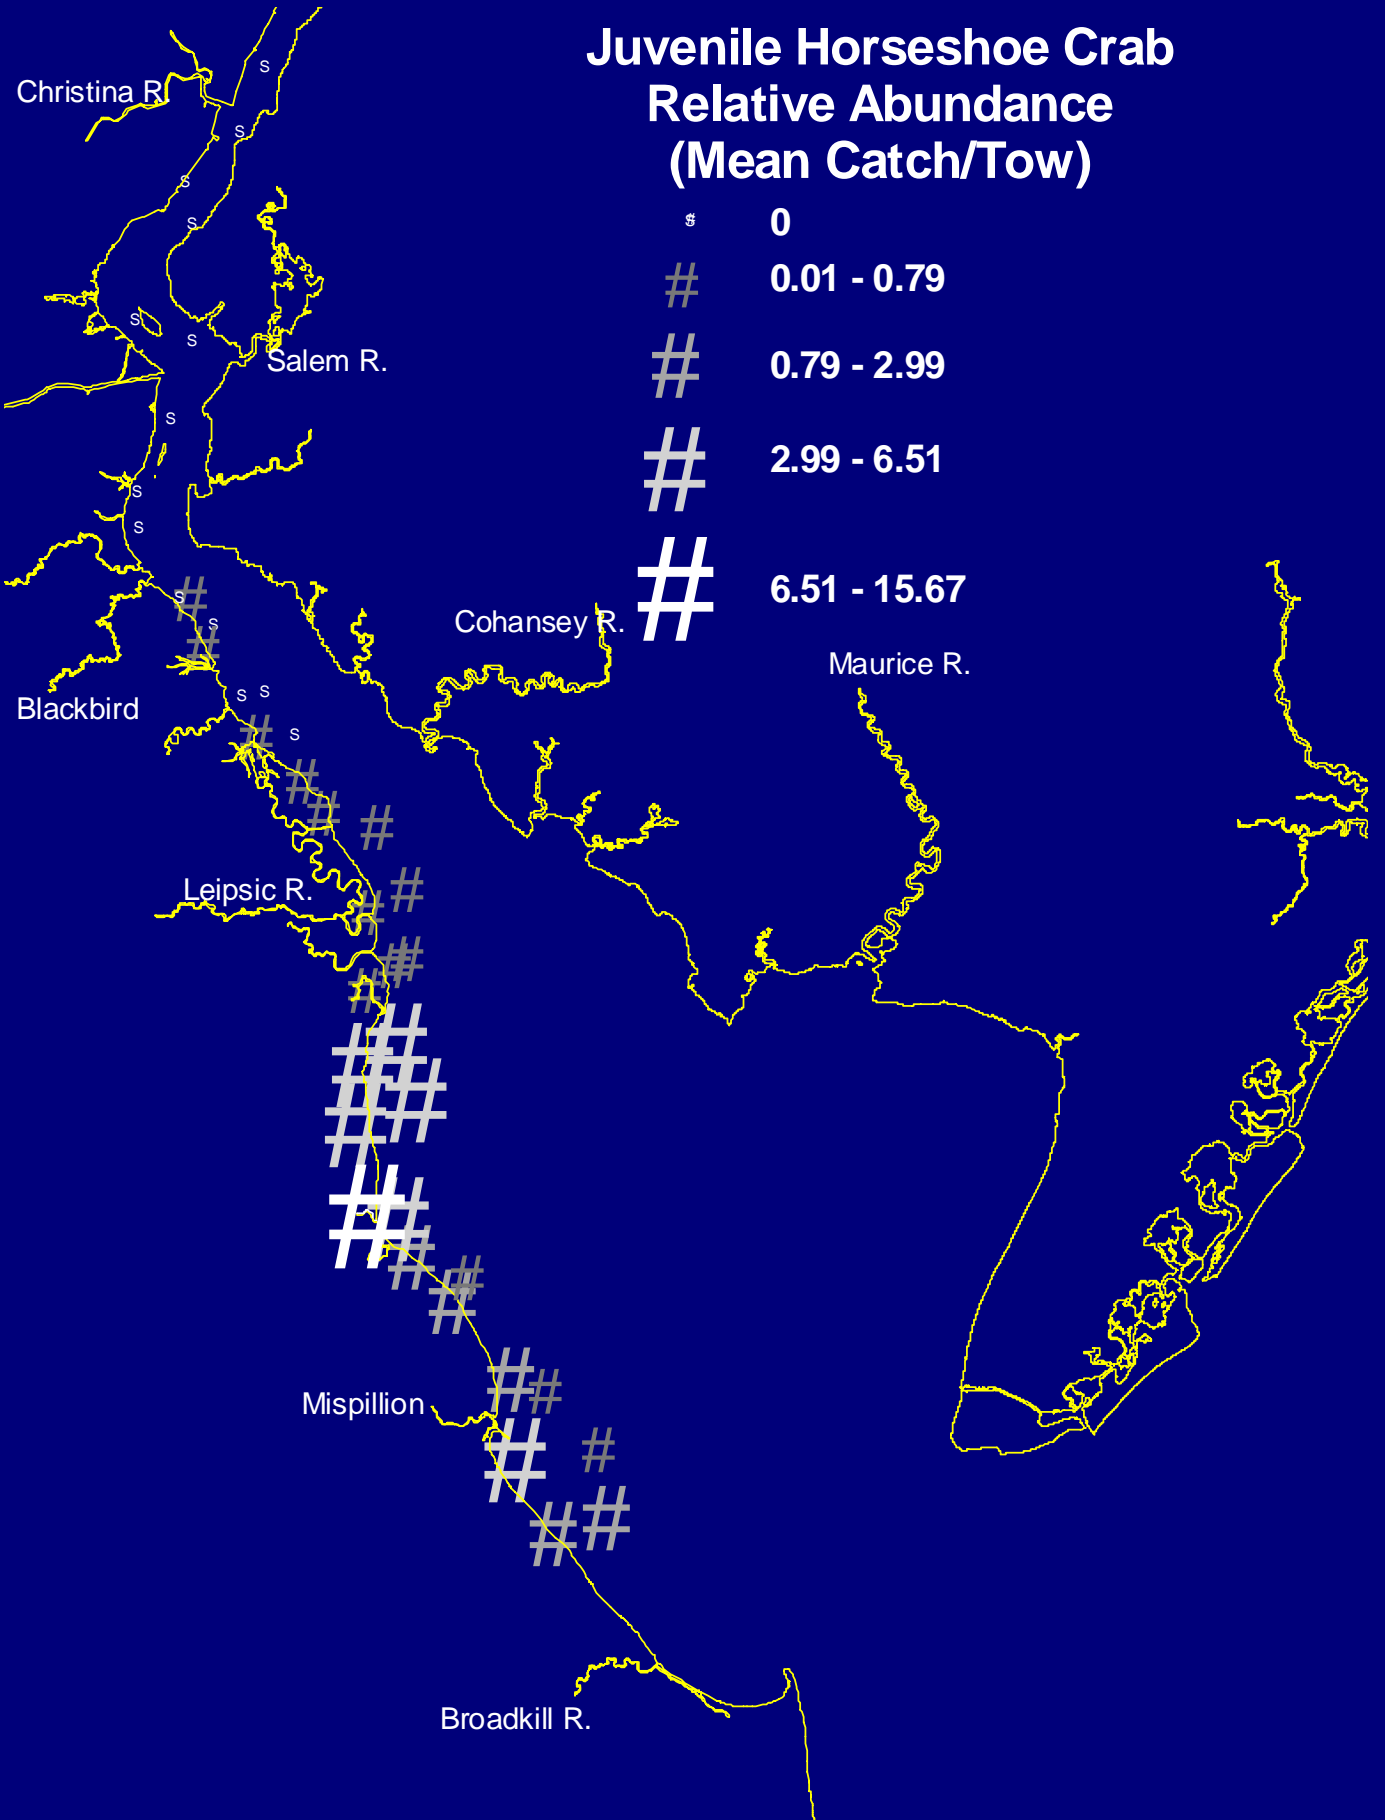 Juvenile Horseshoe Crab
Relative Abundance
(Mean Catch/Tow)
0
# 0.01 - 0.79
# 0.79 - 2.99
# 2.99 - 6.51
# 6.51 - 15.67
S
Christina R.
S
S
S
S
S
Salem R.
S
S
S
# S
S
#
Cohansey R.
Maurice R.
S S
Blackbird
# S
#
# #
#
Leipsic R.
#
# #
#
#
#
#
#
# #
#
#
#
# #
Mispillion
#
#
#
#
Broadkill R.